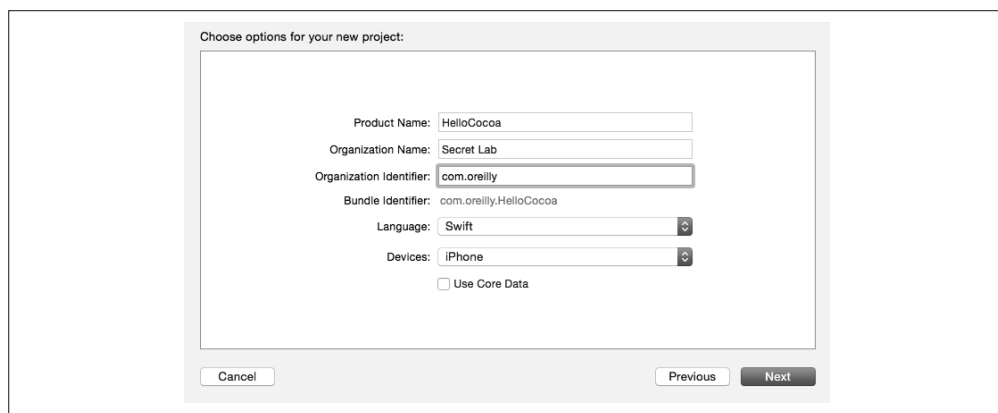 Choose options for your new project:
Product Name: HelloCocoa
Organization Name: Secret Lab
Organization Identifier: com.oreilly
Bundle Identifier: com.oreilly.HelloCocoa
Language: Swift
Devices: iPhone
Use Core Data
Cancel Previous Next